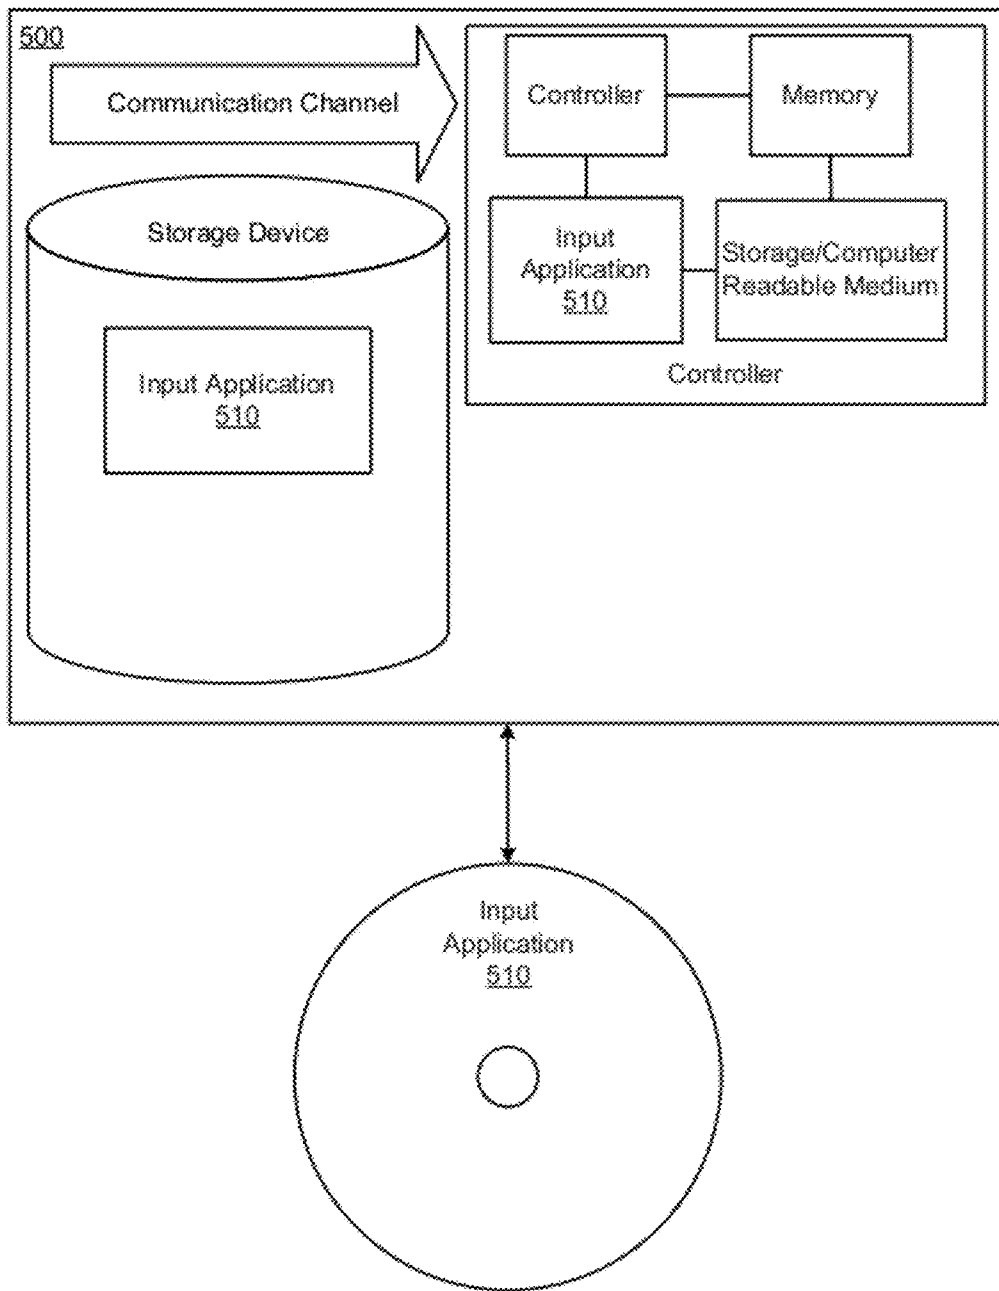 500
Communication Channel
Controller
Memory
Storage Device
Input
Application
510
Storage/Computer
Readable Medium
Controller
Input Application
510
Input
Application
510